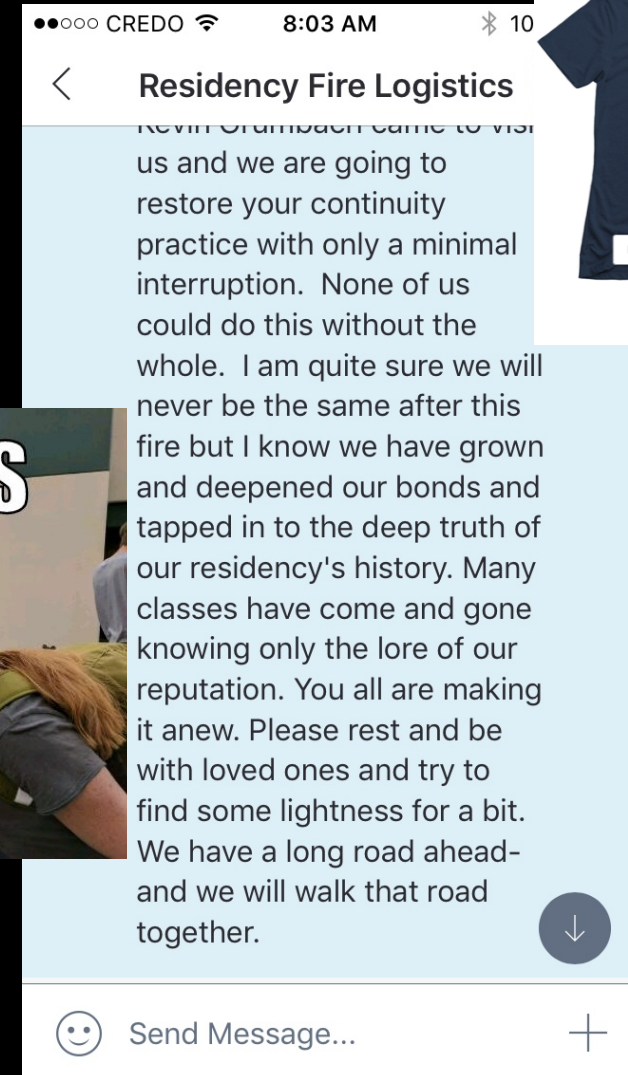 CREDO 8:03 AM 10
Residency Fire Logistics
Kevin Grumbach came to
us and we are going to
restore your continuity
practice with only a minimal
interruption.  None of us
could do this without the
whole.  I am quite sure we will
never be the same after this
fire but I know we have grown
and deepened our bonds and
tapped in to the deep truth of
our residency's history. Many
classes have come and gone
knowing only the lore of our
reputation. You all are making
it anew. Please rest and be
with loved ones and try to
find some lightness for a bit.
We have a long road ahead-
and we will walk that road
together.
S
Send Message...